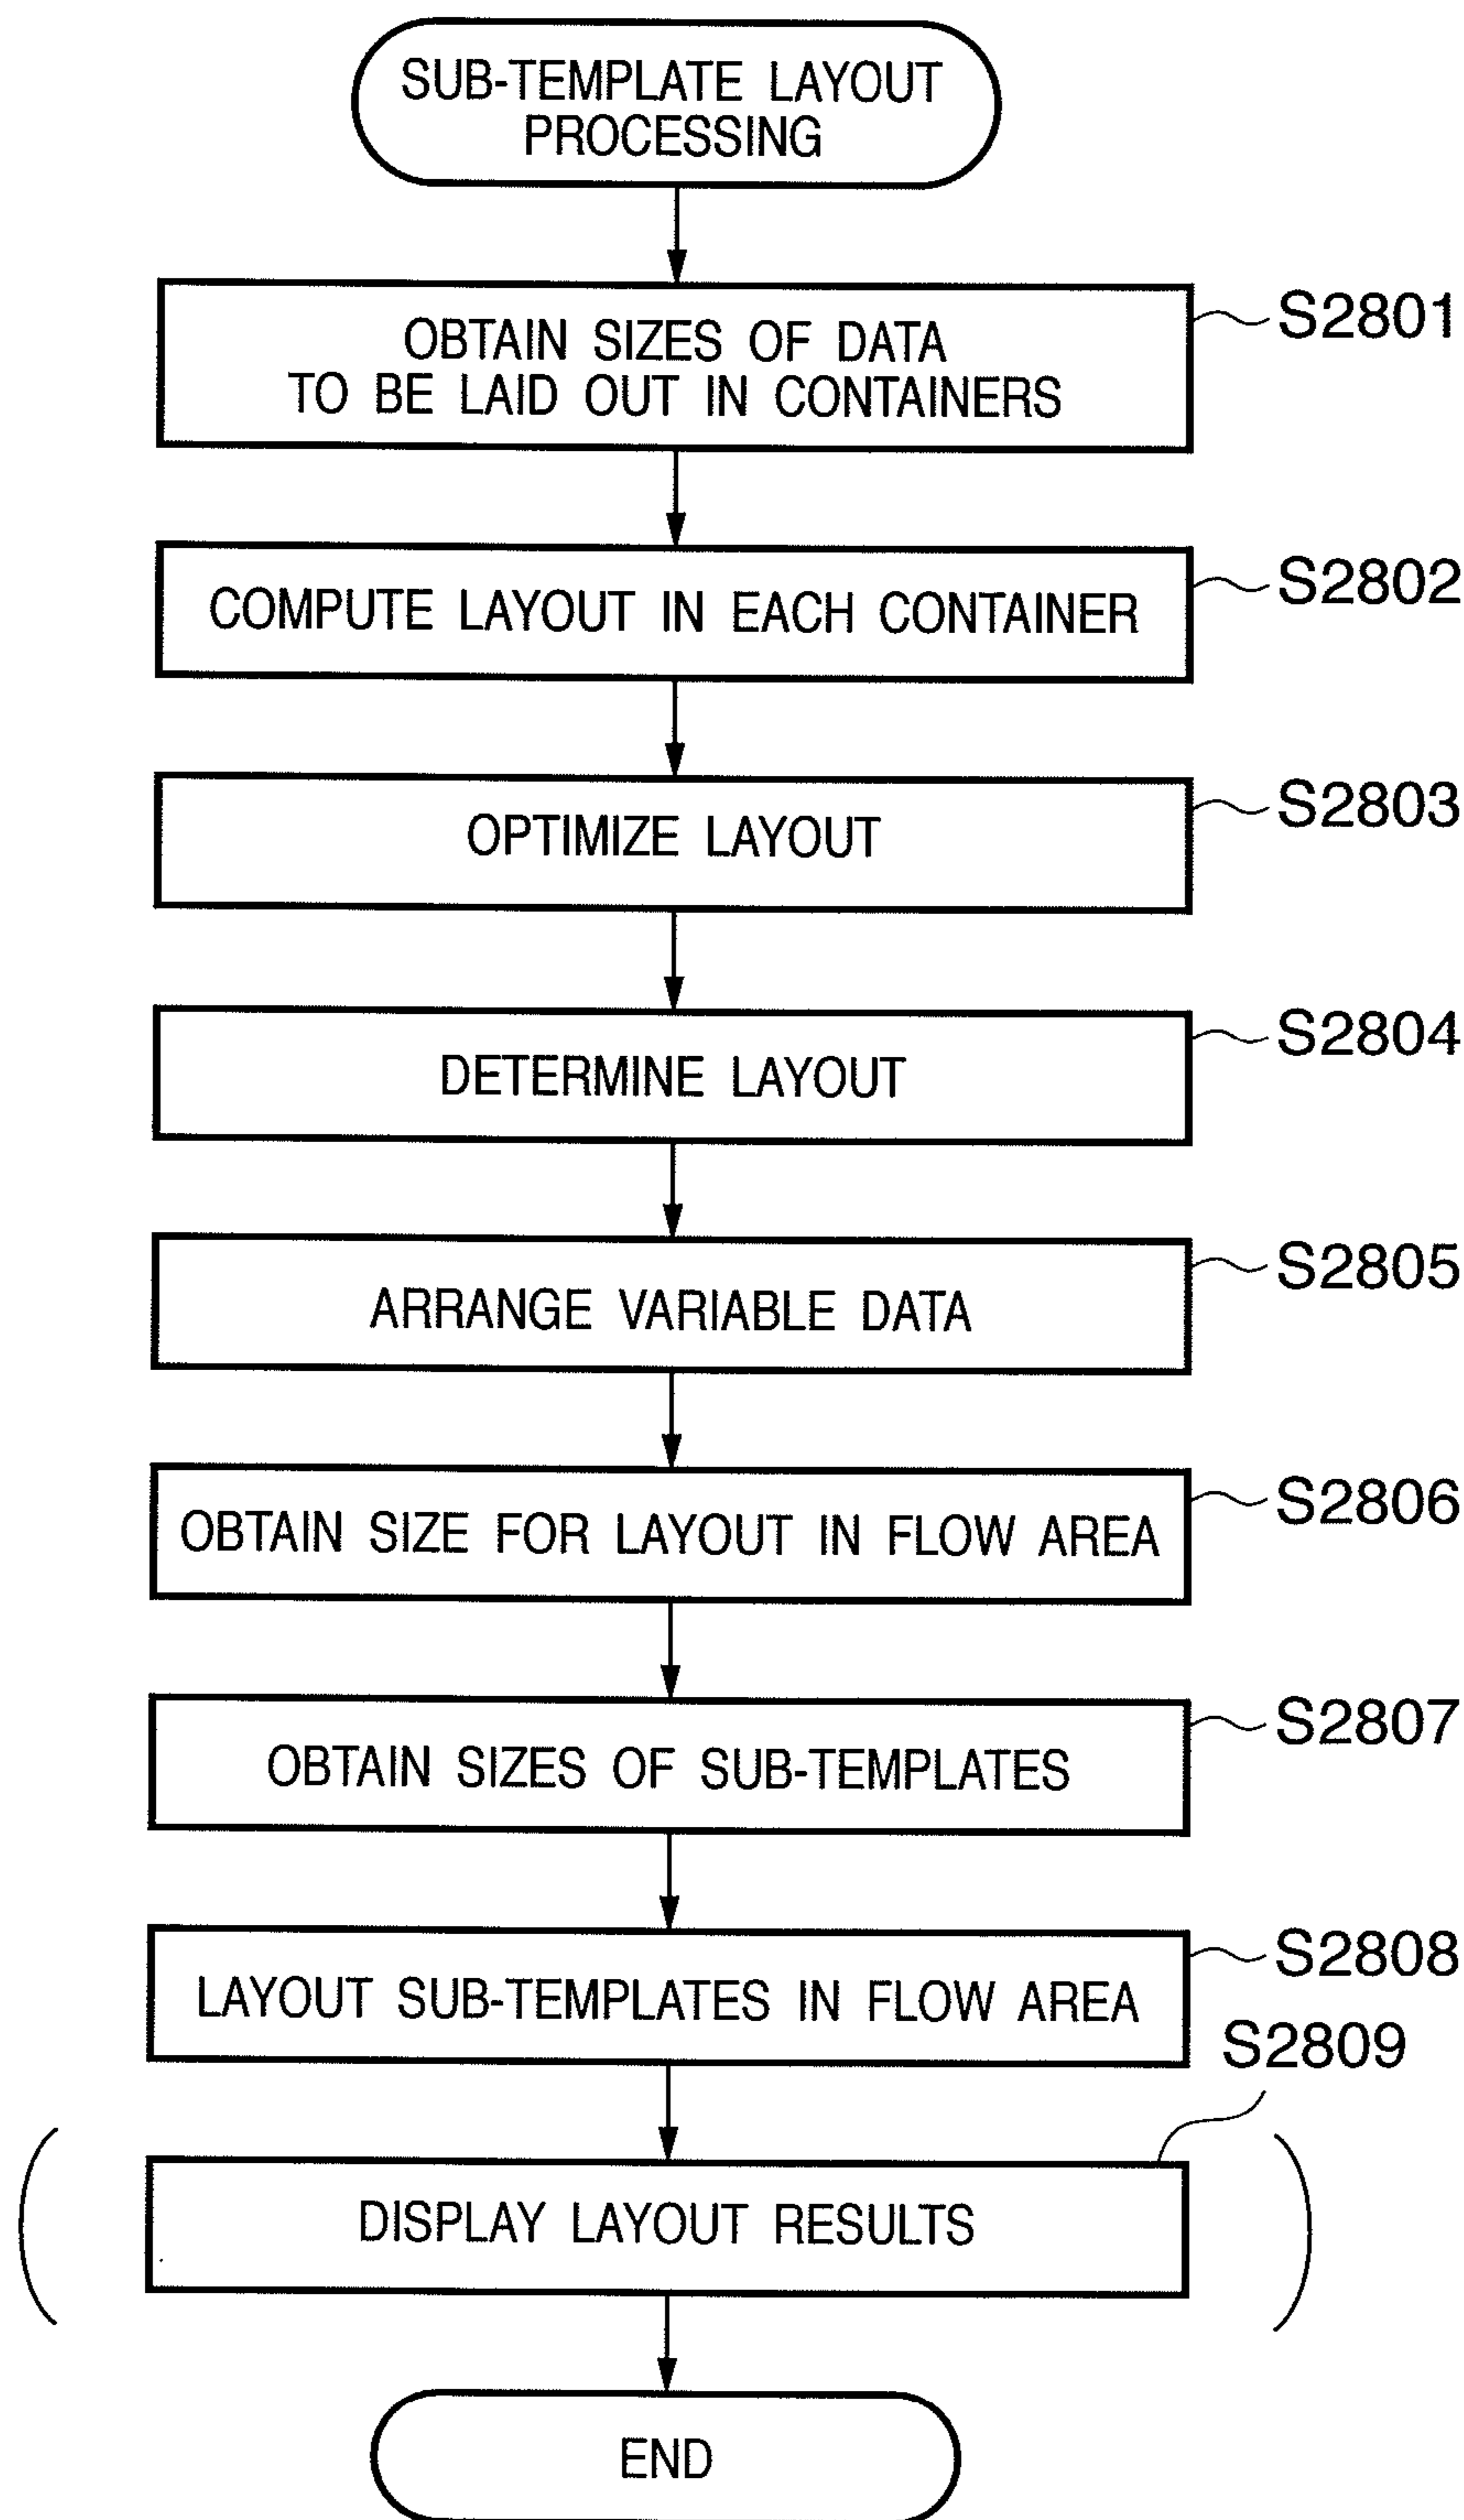 SUB-TEMPLATE LAYOUT
PROCESSING
OBTAIN SIZES OF DATA
TO BE LAID OUT IN CONTAINERS
S2801
COMPUTE LAYOUT IN EACH CONTAINER
S2802
OPTIMIZE LAYOUT
S2803
DETERMINE LAYOUT
S2804
ARRANGE VARIABLE DATA
S2805
OBTAIN SIZE FOR LAYOUT IN FLOW AREA
S2806
OBTAIN SIZES OF SUB-TEMPLATES
S2807
LAYOUT SUB-TEMPLATES IN FLOW AREA
S2808
S2809
DISPLAY LAYOUT RESULTS
END